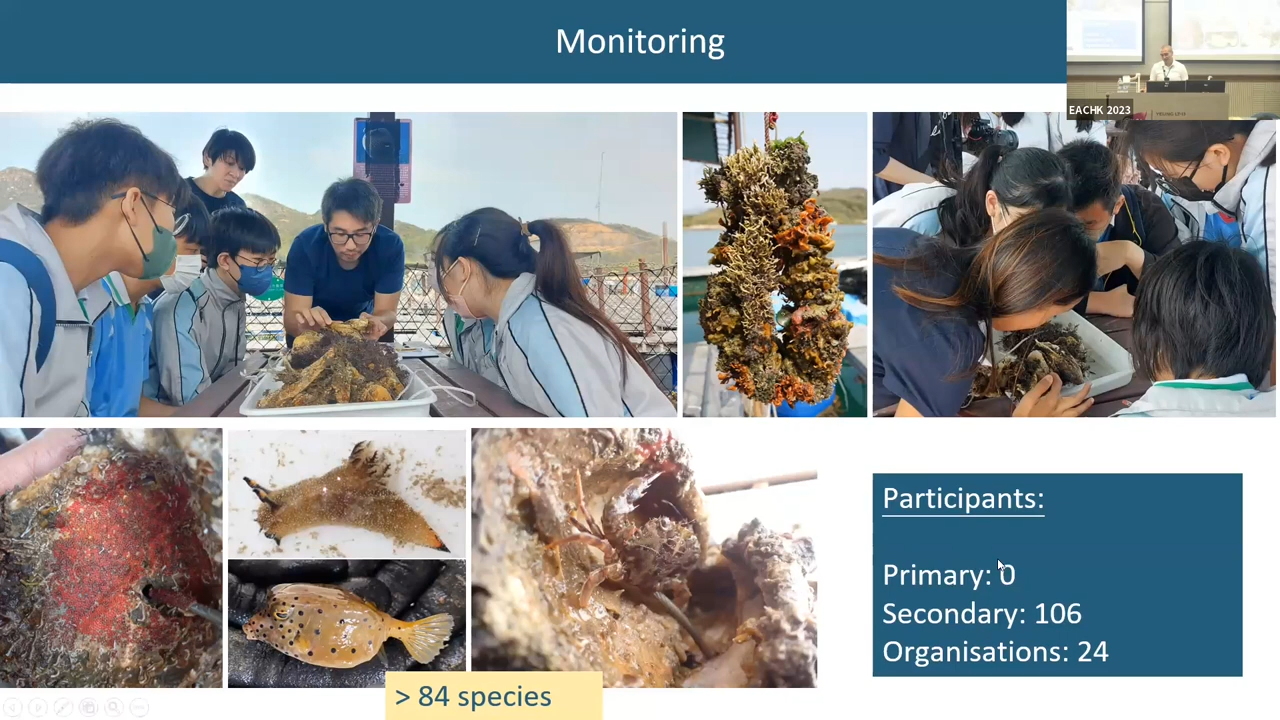 Monitoring
EACHK 2023
Participants:
Primary: 0
Secondary: 106
Organisations: 24
> 84 species